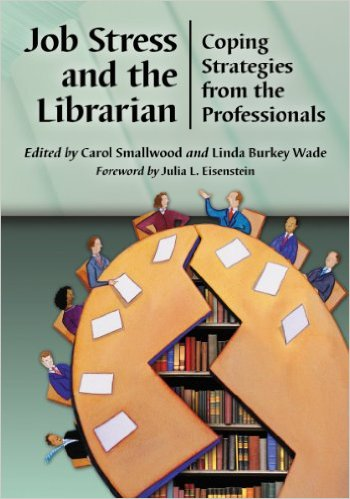 Job Stress
and the
Librarian
Coping
Strategies
from the
Professionals
Edited by Carol Smallwood and Linda Burkey Wade
Foreword by Julia L. Eisenstein